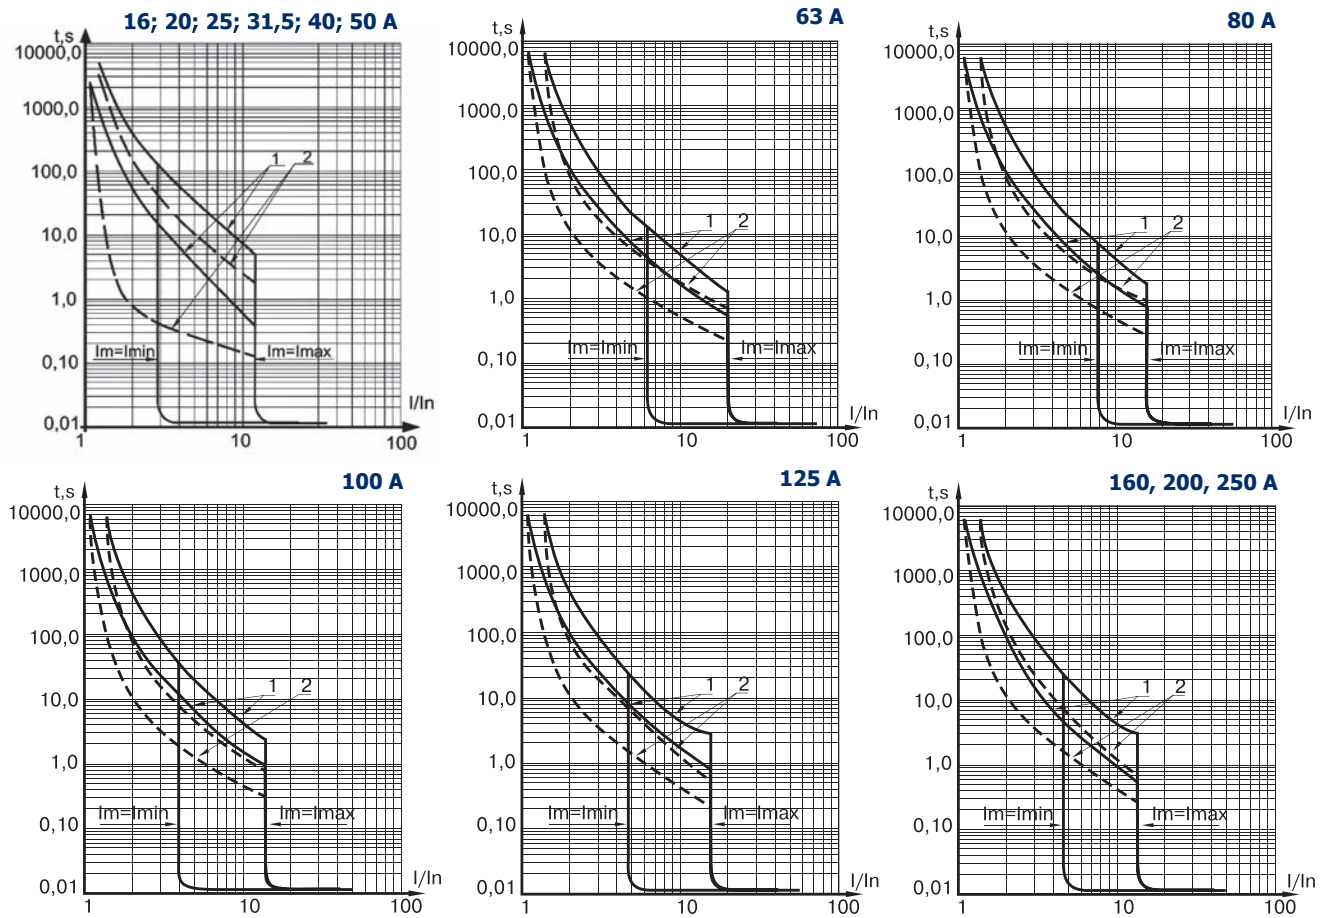 16; 20; 25; 31,5; 40; 50 A
t,s
10000,0
1000,0
100,0
10,0
1,0
0,10
0,01
1 2
Im=Imin
Im=Imax
I/In
1 10 100
63 A
t,s
10000,0
1000,0
100,0
10,0
1,0
0,10
0,01
1 2
Im=Imin
Im=Imax
I/In
1 10 100
80 A
t,s
10000,0
1000,0
100,0
10,0
1,0
0,10
0,01
1 2
Im=Imin
Im=Imax
I/In
1 10 100
100 A
t,s
10000,0
1000,0
100,0
10,0
1,0
0,10
0,01
1 2
Im=Imin
Im=Imax
I/In
1 10 100
125 A
t,s
10000,0
1000,0
100,0
10,0
1,0
0,10
0,01
1 2
Im=Imin
Im=Imax
I/In
1 10 100
160, 200, 250 A
t,s
10000,0
1000,0
100,0
10,0
1,0
0,10
0,01
1 2
Im=Imin
Im=Imax
I/In
1 10 100